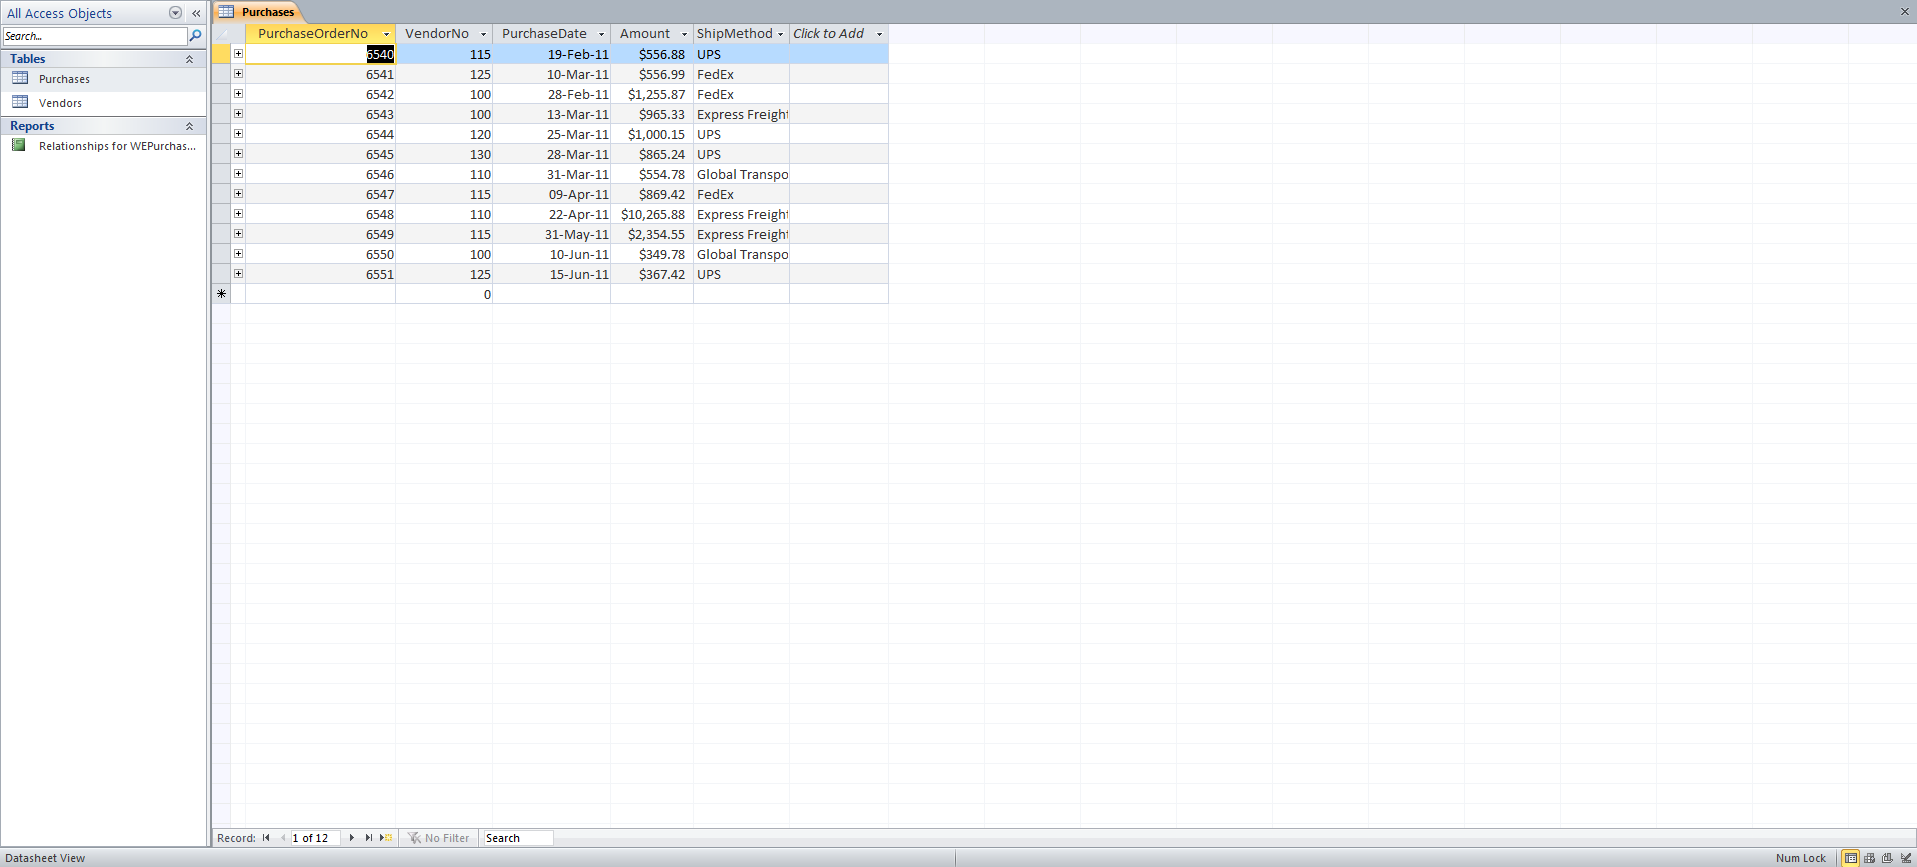 All Access Objects
Search...
Tables
Purchases
Vendors
Reports
Relationships for WEPurchas...
Purchases
PurchaseOrderNo VendorNo PurchaseDate Amount ShipMethod Click to Add
6540 115 19-Feb-11 $556.88 UPS
6541 125 10-Mar-11 $556.99 FedEx
6542 100 28-Feb-11 $1,255.87 FedEx
6543 100 13-Mar-11 $965.33 Express Freight
6544 120 25-Mar-11 $1,000.15 UPS
6545 130 28-Mar-11 $865.24 UPS
6546 110 31-Mar-11 $554.78 Global Transpo
6547 115 09-Apr-11 $869.42 FedEx
6548 110 22-Apr-11 $10,265.88 Express Freight
6549 115 31-May-11 $2,354.55 Express Freight
6550 100 10-Jun-11 $349.78 Global Transpo
6551 125 15-Jun-11 $367.42 UPS
0
Record: 1 of 12 No Filter Search
Datasheet View Num Lock